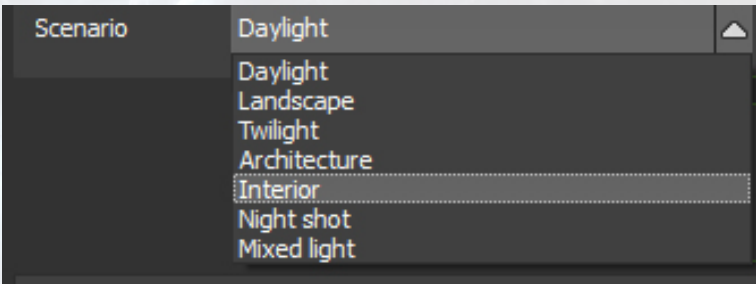 Scenario Daylight
Daylight
Landscape
Twilight
Architecture
Interior
Night shot
Mixed light